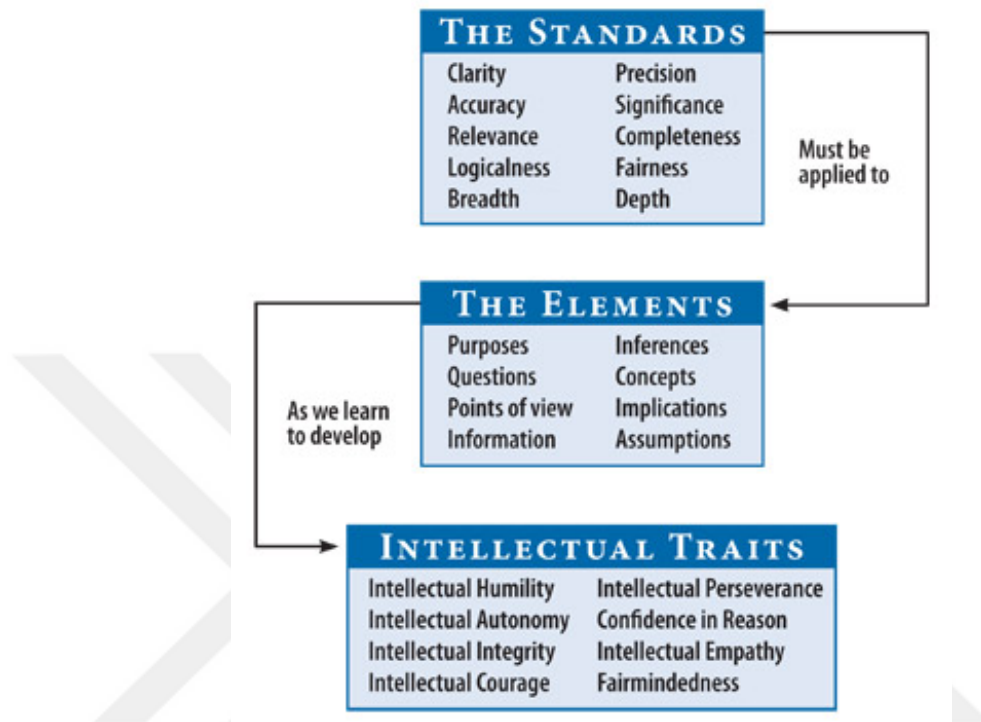 THE STANDARDS
Clarity Precision
Accuracy Significance
Relevance Completeness
Logicalness Fairness
Breadth Depth
Must be
applied to
THE ELEMENTS
Purposes Inferences
Questions Concepts
Points of view Implications
Information Assumptions
As we learn
to develop
INTELLECTUAL TRAITS
Intellectual Humility Intellectual Perseverance
Intellectual Autonomy Confidence in Reason
Intellectual Integrity Intellectual Empathy
Intellectual Courage Fairmindedness